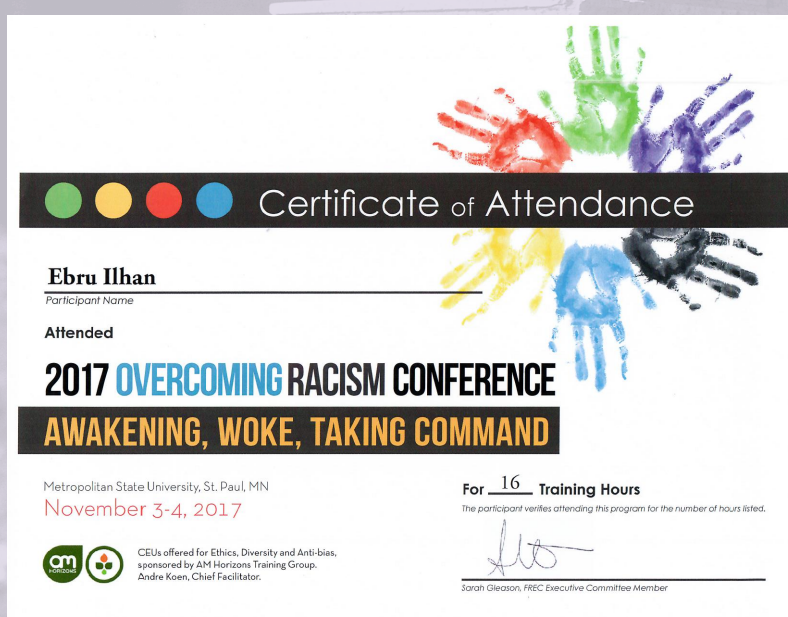 Certificate of Attendance
Ebru Ilhan
Participant Name
Attended
2017 OVERCOMING RACISM CONFERENCE
AWAKENING, WOKE, TAKING COMMAND
Metropolitan State University, St. Paul, MN
November 3-4, 2017
am
HORIZONS
CEUs offered for Ethics, Diversity and Anti-bias,
sponsored by AM Horizons Training Group.
Andre Koen, Chief Facilitator.
For 16 Training Hours
The participant verifies attending this program for the number of hours listed.
Sarah Gleason, FREC Executive Committee Member